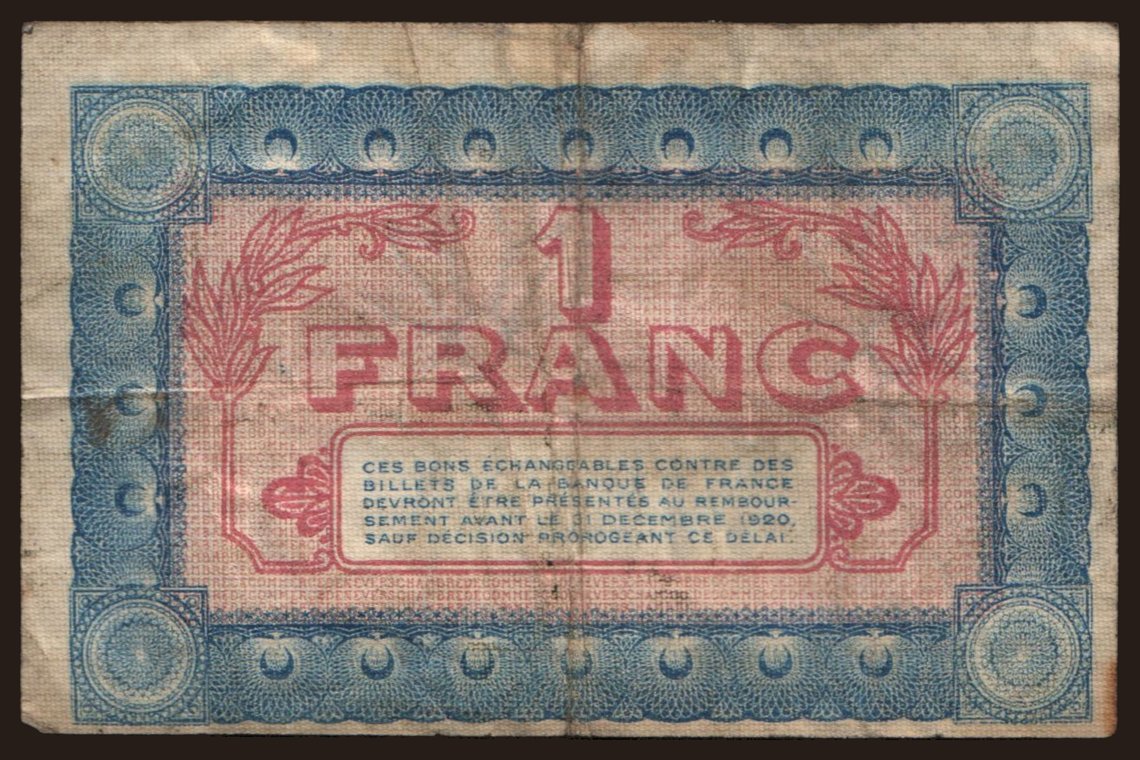 1
FRANC
CES BONS ÉCHANGEABLES CONTRE DES
BILLETS DE LA BANQUE DE FRANCE
DEVRONT ÊTRE PRÉSENTÉS AU REMBOUR-
SEMENT AVANT LE 31 DECEMBRE 1920,
SAUF DÉCISION PROROGEANT CE DÉLAI.